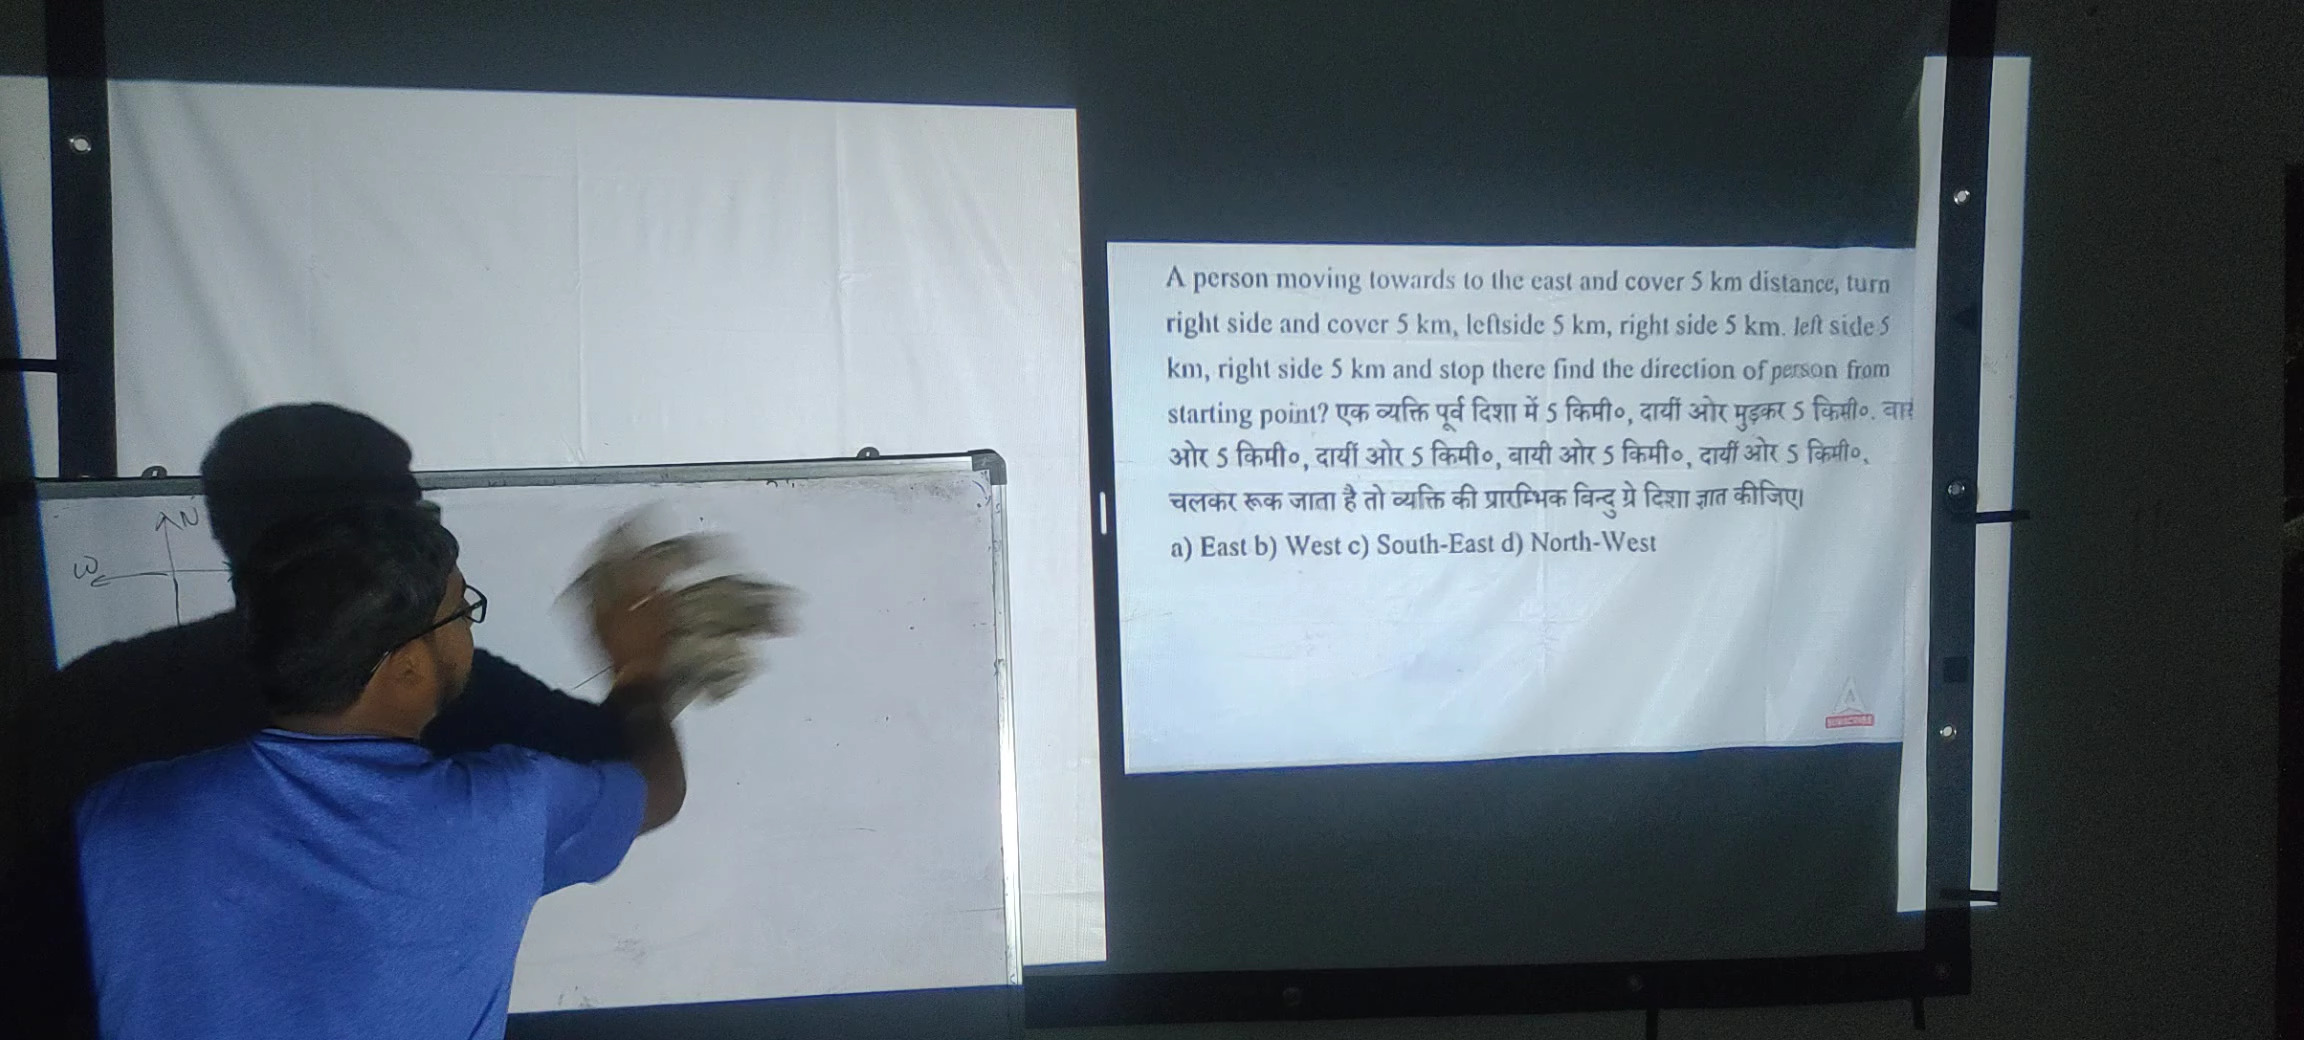 N
W
A person moving towards to the east and cover 5 km distance, turn
right side and cover 5 km, leftside 5 km, right side 5 km. left side 5
km, right side 5 km and stop there find the direction of person from
starting point? एक व्यक्ति पूर्व दिशा में 5 किमी०, दायीं ओर मुड़कर 5 किमी०.
ओर 5 किमी०, दायीं ओर 5 किमी०, वायी ओर 5 किमी०, दायीं ओर 5 किमी०,
चलकर रूक जाता है तो व्यक्ति की प्रारम्भिक विन्दु ग्रे दिशा ज्ञात कीजिए।
a) East b) West c) South-East d) North-West
SUBSCRIBE